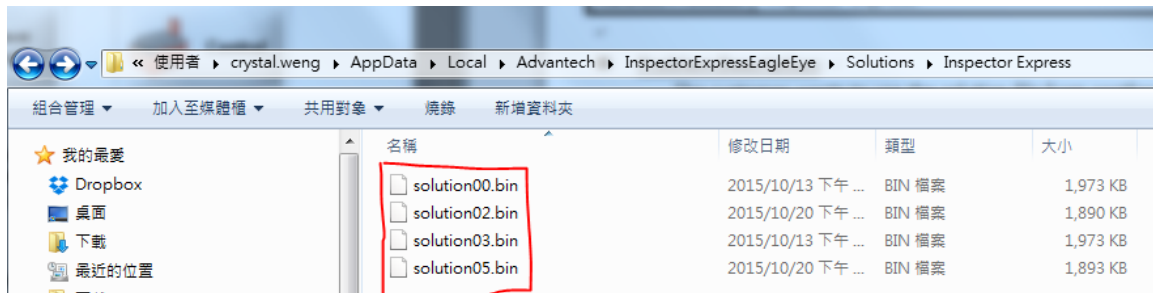 « 使用者 ▸ crystal.weng ▸ AppData ▸ Local ▸ Advantech ▸ InspectorExpressEagleEye ▸ Solutions ▸ Inspector Express
組合管理 ▼ 加入至媒體櫃 ▼ 共用對象 ▼ 燒錄 新增資料夾
我的最愛
Dropbox
桌面
下載
最近的位置
名稱 修改日期 類型 大小
solution00.bin 2015/10/13 下午 ... BIN 檔案 1,973 KB
solution02.bin 2015/10/20 下午 ... BIN 檔案 1,890 KB
solution03.bin 2015/10/13 下午 ... BIN 檔案 1,973 KB
solution05.bin 2015/10/20 下午 ... BIN 檔案 1,893 KB